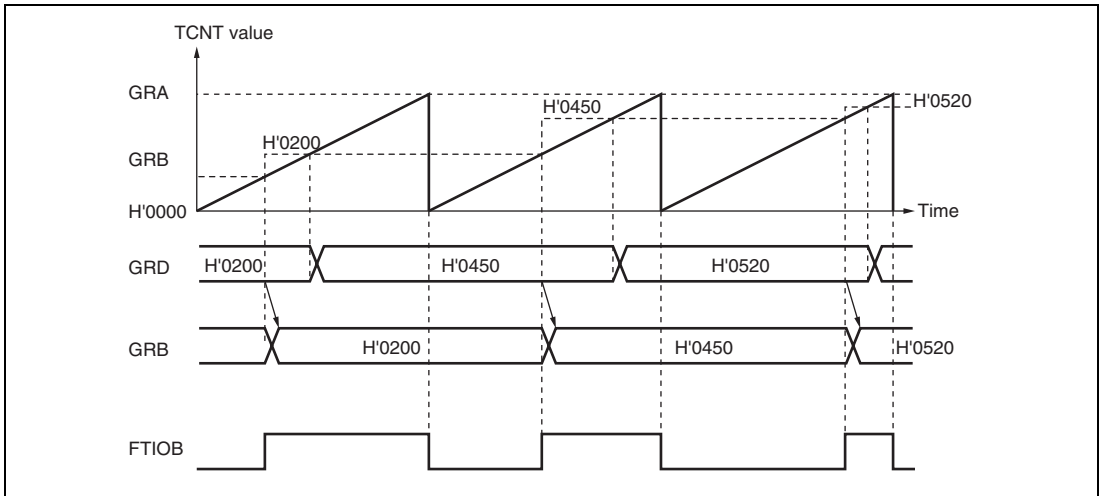 TCNT value
GRA
H'0450
H'0520
H'0200
GRB
H'0000
Time
GRD
H'0200
H'0450
H'0520
GRB
H'0200
H'0450
H'0520
FTIOB